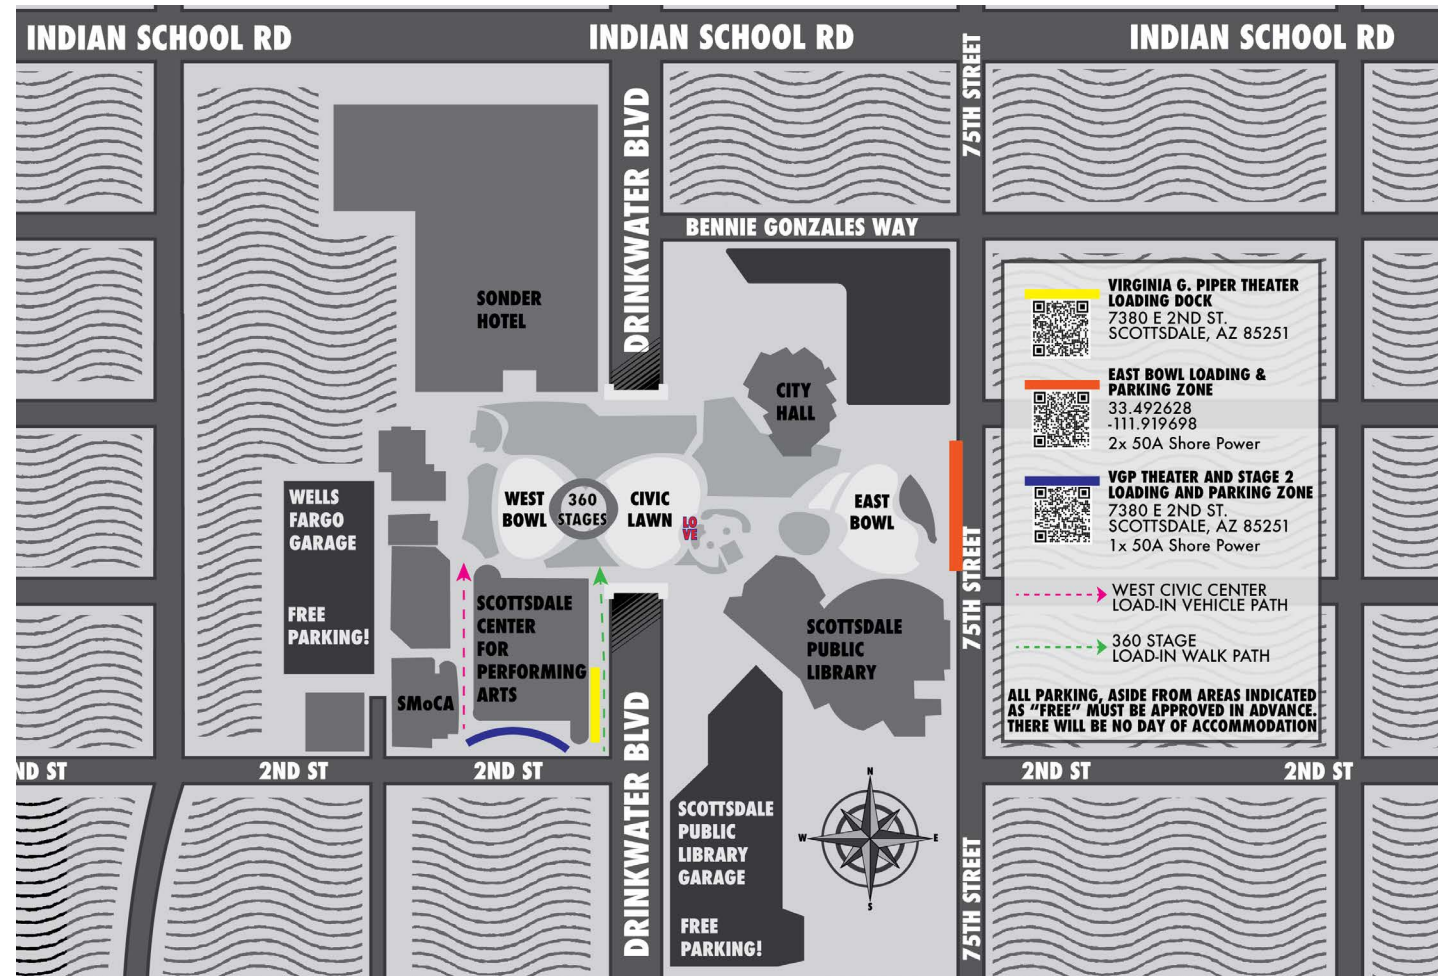 INDIAN SCHOOL RD
INDIAN SCHOOL RD
INDIAN SCHOOL RD
DRINKWATER BLVD
75TH STREET
BENNIE GONZALES WAY
SONDER
HOTEL
CITY
HALL
WELLS
FARGO
GARAGE
FREE
PARKING!
WEST
BOWL
360
STAGES
CIVIC
LAWN
LO
VE
EAST
BOWL
75TH STREET
SCOTTSDALE
CENTER
FOR
PERFORMING
ARTS
SMoCA
SCOTTSDALE
PUBLIC
LIBRARY
VIRGINIA G. PIPER THEATER
LOADING DOCK
7380 E 2ND ST.
SCOTTSDALE, AZ 85251
EAST BOWL LOADING &
PARKING ZONE
33.492628
-111.919698
2x 50A Shore Power
VGP THEATER AND STAGE 2
LOADING AND PARKING ZONE
7380 E 2ND ST.
SCOTTSDALE, AZ 85251
1x 50A Shore Power
WEST CIVIC CENTER
LOAD-IN VEHICLE PATH
360 STAGE
LOAD-IN WALK PATH
ALL PARKING, ASIDE FROM AREAS INDICATED
AS "FREE" MUST BE APPROVED IN ADVANCE.
THERE WILL BE NO DAY OF ACCOMMODATION
ND ST
2ND ST
2ND ST
2ND ST
2ND ST
DRINKWATER BLVD
SCOTTSDALE
PUBLIC
LIBRARY
GARAGE
FREE
PARKING!
N
W
E
S
75TH STREET